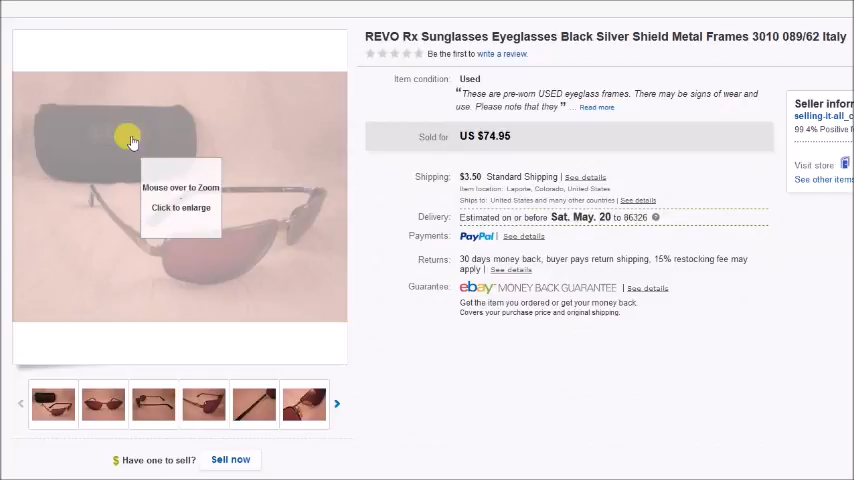 REVO Rx Sunglasses Eyeglasses Black Silver Shield Metal Frames 3010 089/62 Italy
Be the first to write a review.
Item condition: Used
“These are pre-worn USED eyeglass frames. There may be signs of wear and
use. Please note that they ” ... Read more
Sold for: US $74.95
Shipping: $3.50 Standard Shipping | See details
Item location: Laporte, Colorado, United States
Ships to: United States and many other countries | See details
Delivery: Estimated on or before Sat. May. 20 to 86326 ?
Payments: PayPal | See details
Returns: 30 days money back, buyer pays return shipping, 15% restocking fee may
apply | See details
Guarantee: ebay MONEY BACK GUARANTEE | See details
Get the item you ordered or get your money back.
Covers your purchase price and original shipping.
Seller infor
selling-it-all_
99.4% Positive f
Visit store:
See other items
Mouse over to Zoom
-
Click to enlarge
$ Have one to sell? Sell now